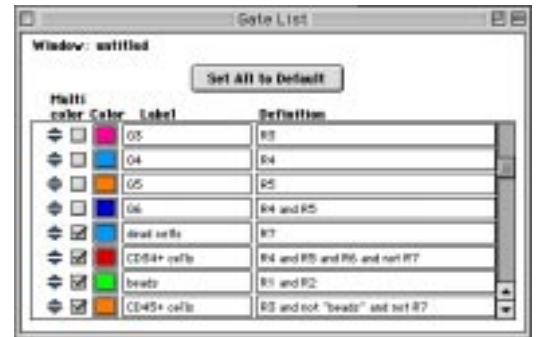 Gate List
Window: untitled
Set All to Default
Multi
color Color Label Definition
G3 R3
G4 R4
G5 R5
G6 R4 and R5
dead cells R7
CD34+ cells R4 and R5 and R6 and not R7
beads R1 and R2
CD45+ cells R3 and not "beads" and not R7